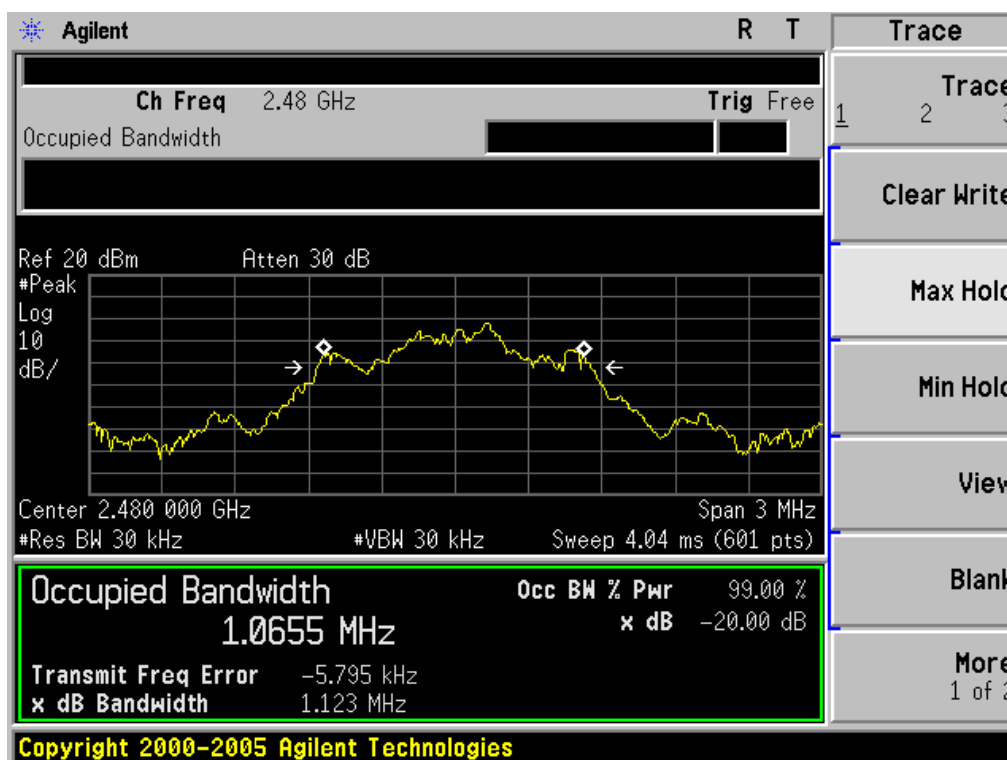 Agilent R T Trace
Ch Freq 2.48 GHz Trig Free
Occupied Bandwidth
Trace
1 2
Clear Write
Max Hold
Min Hold
View
Blank
More
1 of 2
Ref 20 dBm Atten 30 dB
#Peak
Log
10
dB/
Center 2.480 000 GHz Span 3 MHz
#Res BW 30 kHz #VBW 30 kHz Sweep 4.04 ms (601 pts)
Occupied Bandwidth Occ BW % Pwr 99.00 %
1.0655 MHz x dB -20.00 dB
Transmit Freq Error -5.795 kHz
x dB Bandwidth 1.123 MHz
Copyright 2000-2005 Agilent Technologies